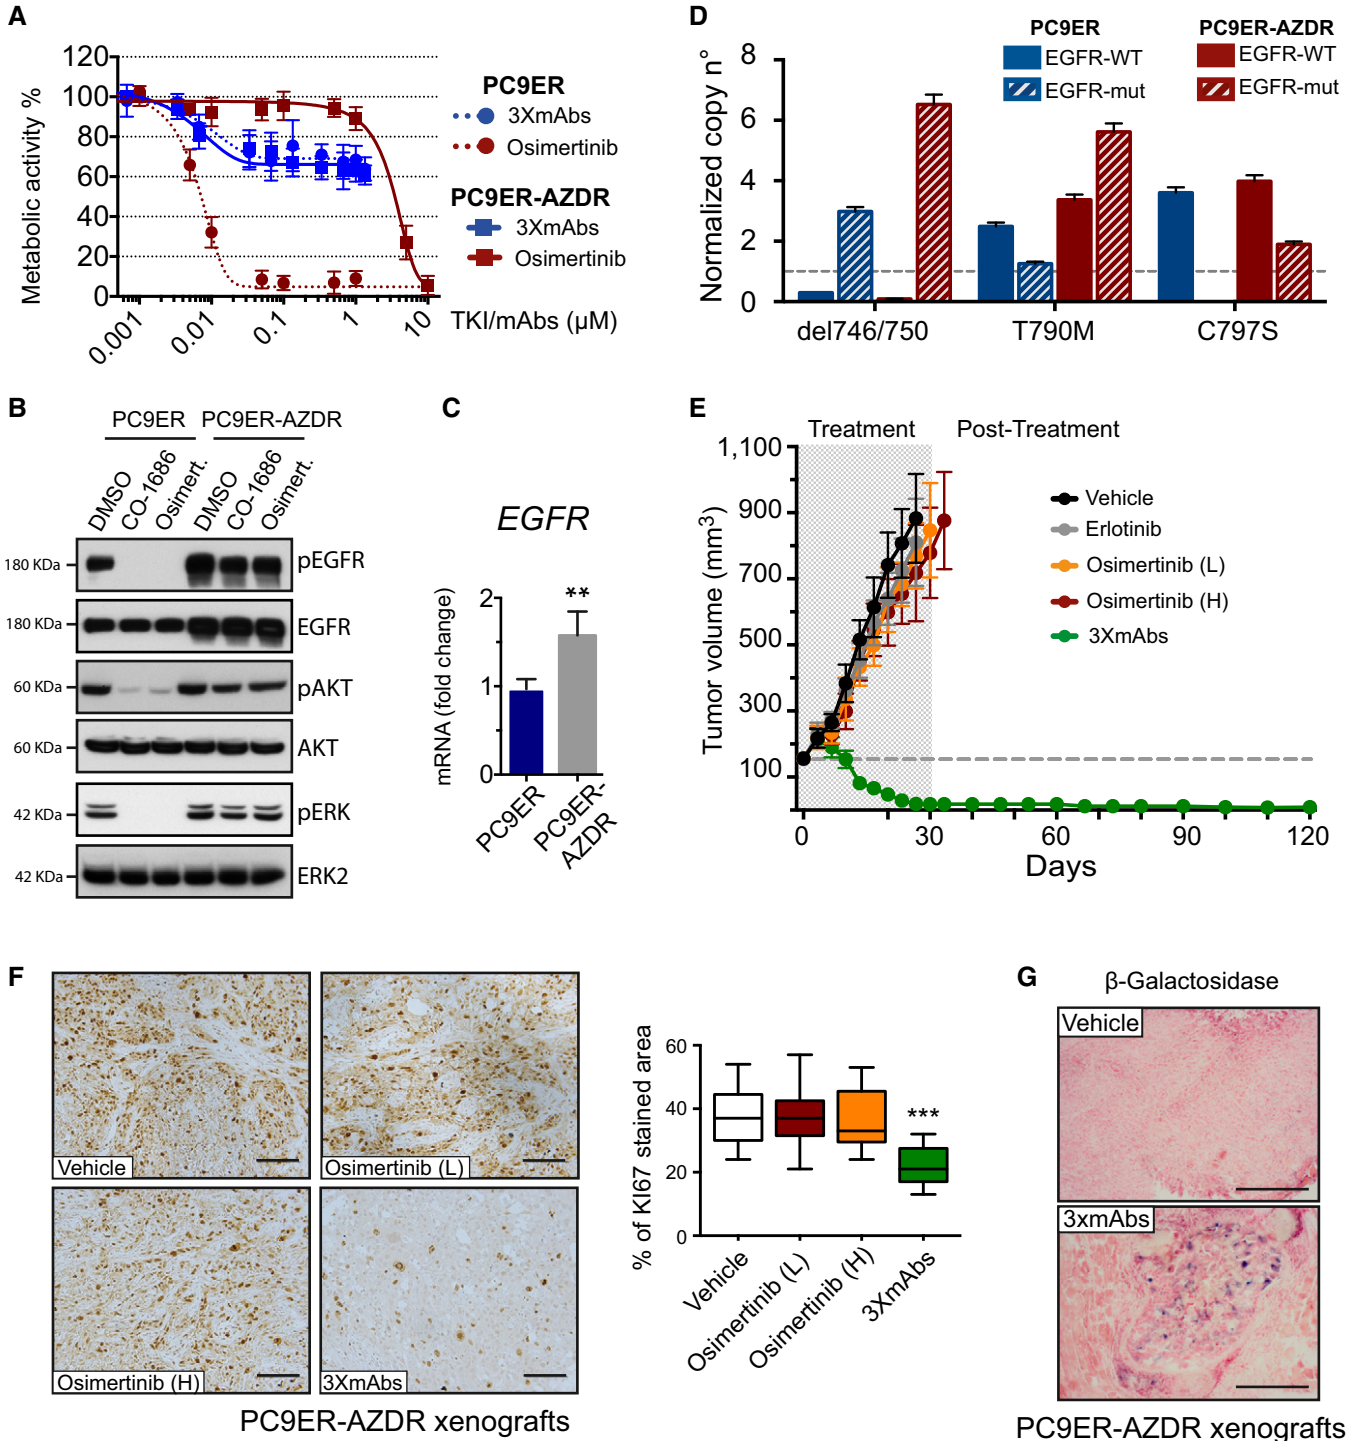 A
120
100
80
60
40
20
0
Metabolic activity %
0.001
0.01
0.1
1
10
TKI/mAbs (µM)
PC9ER
3XmAbs
Osimertinib
PC9ER-AZDR
3XmAbs
Osimertinib
D
PC9ER
PC9ER-AZDR
EGFR-WT
EGFR-WT
EGFR-mut
EGFR-mut
Normalized copy n°
8
6
4
2
0
del746/750
T790M
C797S
B
PC9ER
PC9ER-AZDR
DMSO
CO-1686
Osimert.
DMSO
CO-1686
Osimert.
180 KDa
pEGFR
180 KDa
EGFR
60 KDa
pAKT
60 KDa
AKT
42 KDa
pERK
42 KDa
ERK2
C
EGFR
**
mRNA (fold change)
2
1
0
PC9ER
PC9ER-
AZDR
E
Treatment
Post-Treatment
Tumor volume (mm3)
1,100
900
700
500
300
100
0
30
60
90
120
Days
Vehicle
Erlotinib
Osimertinib (L)
Osimertinib (H)
3XmAbs
F
Vehicle
Osimertinib (L)
Osimertinib (H)
3XmAbs
PC9ER-AZDR xenografts
% of KI67 stained area
60
40
20
0
***
Vehicle
Osimertinib (L)
Osimertinib (H)
3XmAbs
G
β-Galactosidase
Vehicle
3xmAbs
PC9ER-AZDR xenografts